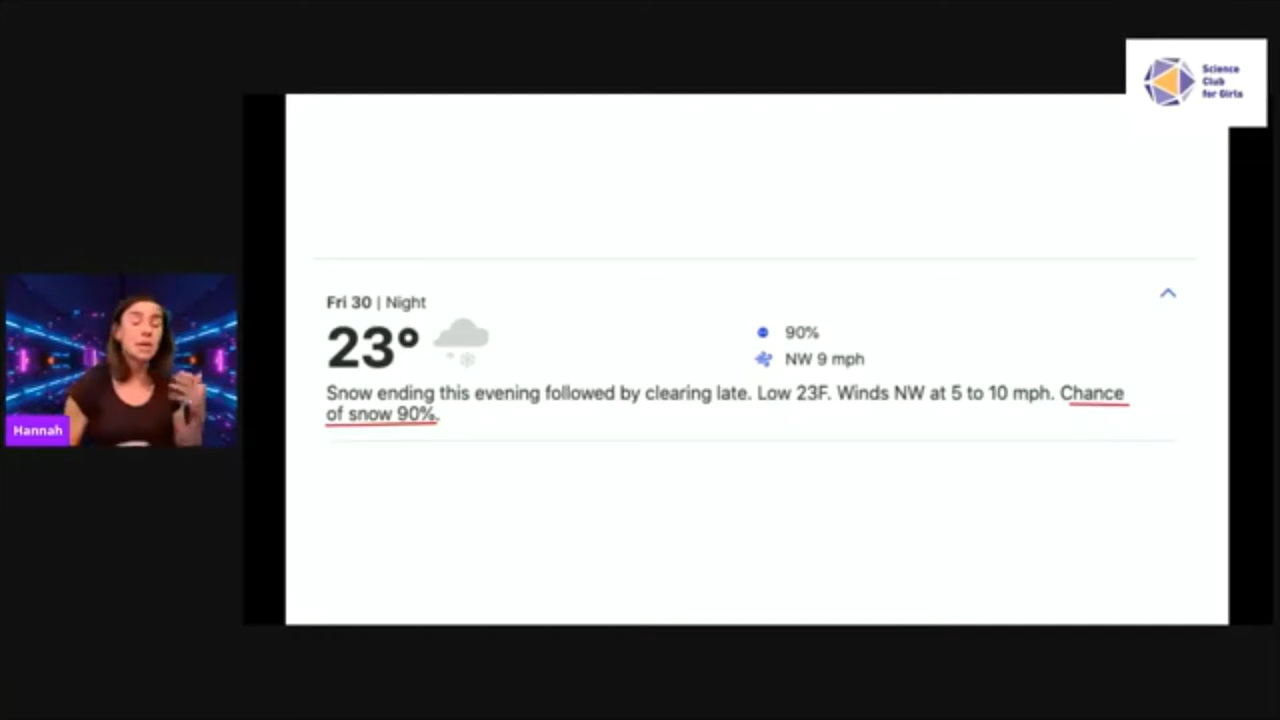 Science
Club
for Girls
Fri 30 | Night
23°
90%
NW 9 mph
Snow ending this evening followed by clearing late. Low 23F. Winds NW at 5 to 10 mph. Chance
of snow 90%.
Hannah